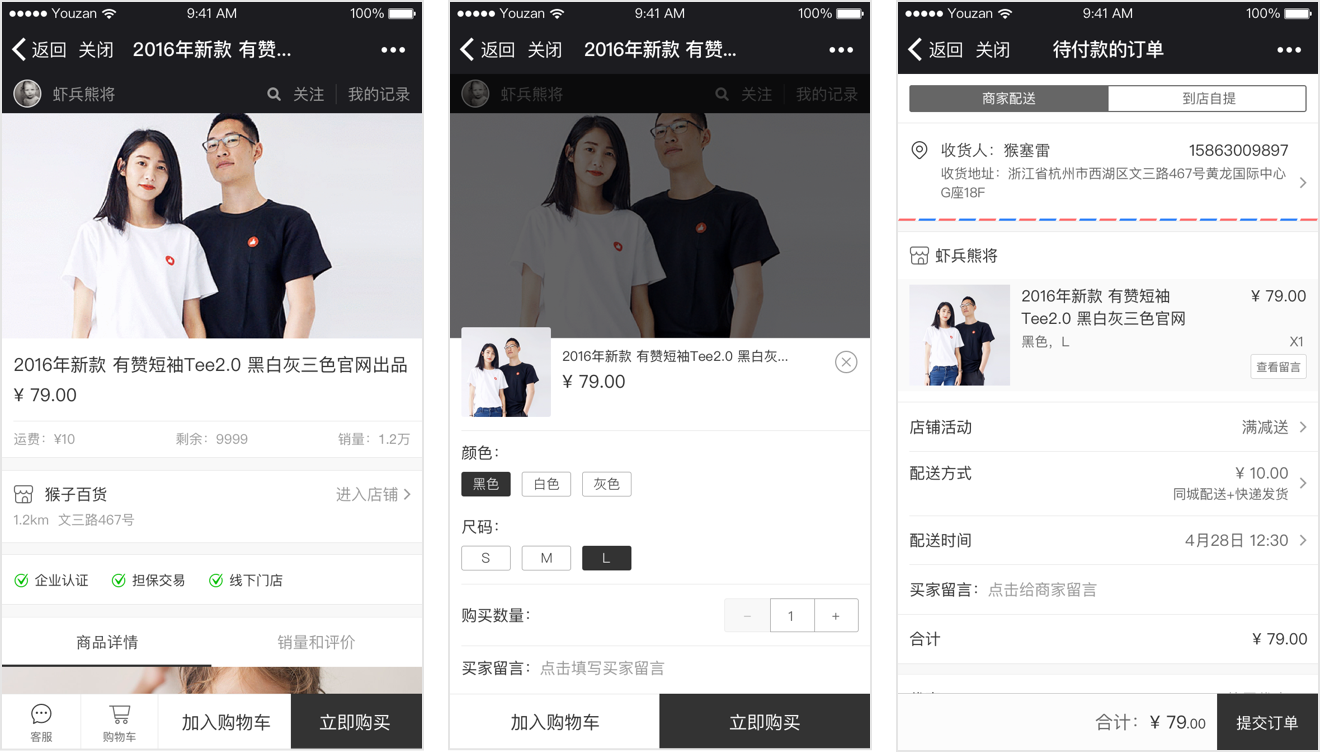 Youzan 9:41 AM 100%
返回 关闭 2016年新款 有赞...
虾兵熊将 关注 我的记录
2016年新款 有赞短袖Tee2.0 黑白灰三色官网出品
¥ 79.00
运费：¥10 剩余：9999 销量：1.2万
猴子百货 进入店铺
1.2km 文三路467号
企业认证 担保交易 线下门店
商品详情 销量和评价
客服 购物车 加入购物车 立即购买
Youzan 9:41 AM 100%
返回 关闭 2016年新款 有赞...
虾兵熊将 关注 我的记录
2016年新款 有赞短袖Tee2.0 黑白灰...
¥ 79.00
颜色：
黑色 白色 灰色
尺码：
S M L
购买数量： − 1 +
买家留言：点击填写买家留言
加入购物车 立即购买
Youzan 9:41 AM 100%
返回 关闭 待付款的订单
商家配送 到店自提
收货人：猴塞雷 15863009897
收货地址：浙江省杭州市西湖区文三路467号黄龙国际中心
G座18F
虾兵熊将
2016年新款 有赞短袖 ¥ 79.00
Tee2.0 黑白灰三色官网
黑色，L X1
查看留言
店铺活动 满减送
配送方式 ¥ 10.00
同城配送+快递发货
配送时间 4月28日 12:30
买家留言：点击给商家留言
合计 ¥ 79.00
合计：¥ 79.00 提交订单